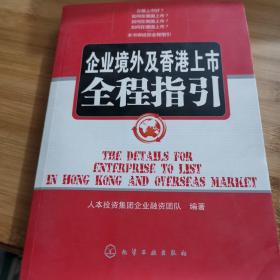 企业境外及香港上市
全程指引
THE DETAILS FOR
ENTERPRISE TO LIST
IN HONG KONG AND OVERSEAS MARKET
人本投资集团企业融资团队 编著
化学工业出版社